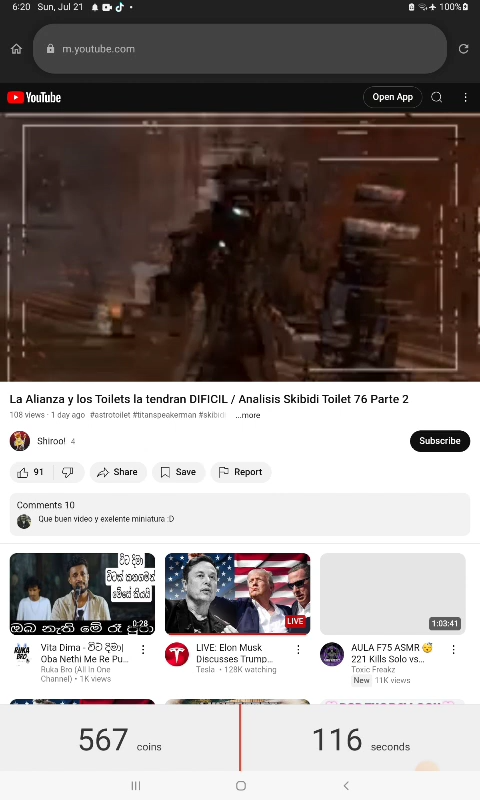 6:20 Sun, Jul 21 100%
m.youtube.com
YouTube Open App
La Alianza y los Toilets la tendran DIFICIL / Analisis Skibidi Toilet 76 Parte 2
108 views · 1 day ago #astrotoilet #titanspeakerman #skibidi ...more
Shiroo! 4 Subscribe
91 Share Save Report
Comments 10
Que buen video y exelente miniatura :D
විට දිමා
0:28
LIVE
1:03:41
Vita Dima - විට දිමා|
Oba Nethi Me Re Pu...
Ruka Bro (All In One
Channel) · 1K views
LIVE: Elon Musk
Discusses Trump...
Tesla · 128K watching
AULA F75 ASMR 😴
221 Kills Solo vs...
Toxic Freakz
New 11K views
567 coins 116 seconds